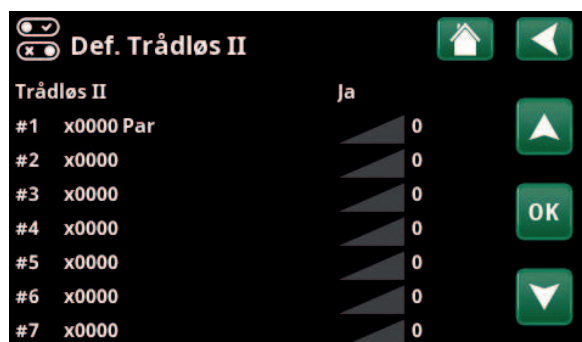 Def. Trådløs II
Trådløs II Ja
#1 x0000 Par 0
#2 x0000 0
#3 x0000 0
#4 x0000 0
OK
#5 x0000 0
#6 x0000 0
#7 x0000 0